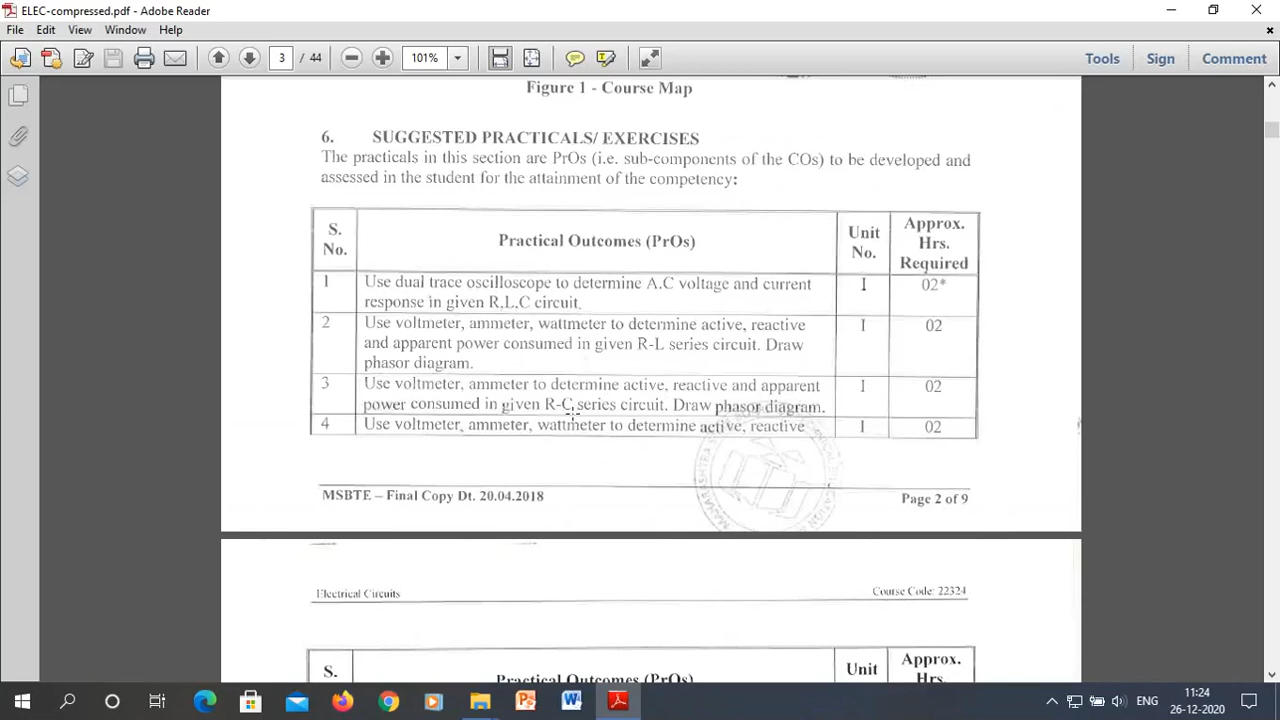 ELEC-compressed.pdf - Adobe Reader
File Edit View Window Help
3 / 44 101% Tools Sign Comment
Figure 1 - Course Map
6. SUGGESTED PRACTICALS/ EXERCISES
The practicals in this section are PrOs (i.e. sub-components of the COs) to be developed and
assessed in the student for the attainment of the competency:
S. No. Practical Outcomes (PrOs) Unit No. Approx. Hrs. Required
1 Use dual trace oscilloscope to determine A.C voltage and current I 02*
response in given R,L,C circuit.
2 Use voltmeter, ammeter, wattmeter to determine active, reactive I 02
and apparent power consumed in given R-L series circuit. Draw
phasor diagram.
3 Use voltmeter, ammeter to determine active, reactive and apparent I 02
power consumed in given R-C series circuit. Draw phasor diagram.
4 Use voltmeter, ammeter, wattmeter to determine active, reactive I 02
MSBTE – Final Copy Dt. 20.04.2018 Page 2 of 9
Electrical Circuits Course Code: 22324
S. Practical Outcomes (PrOs) Unit Approx. Hrs.
ENG 11:24
26-12-2020